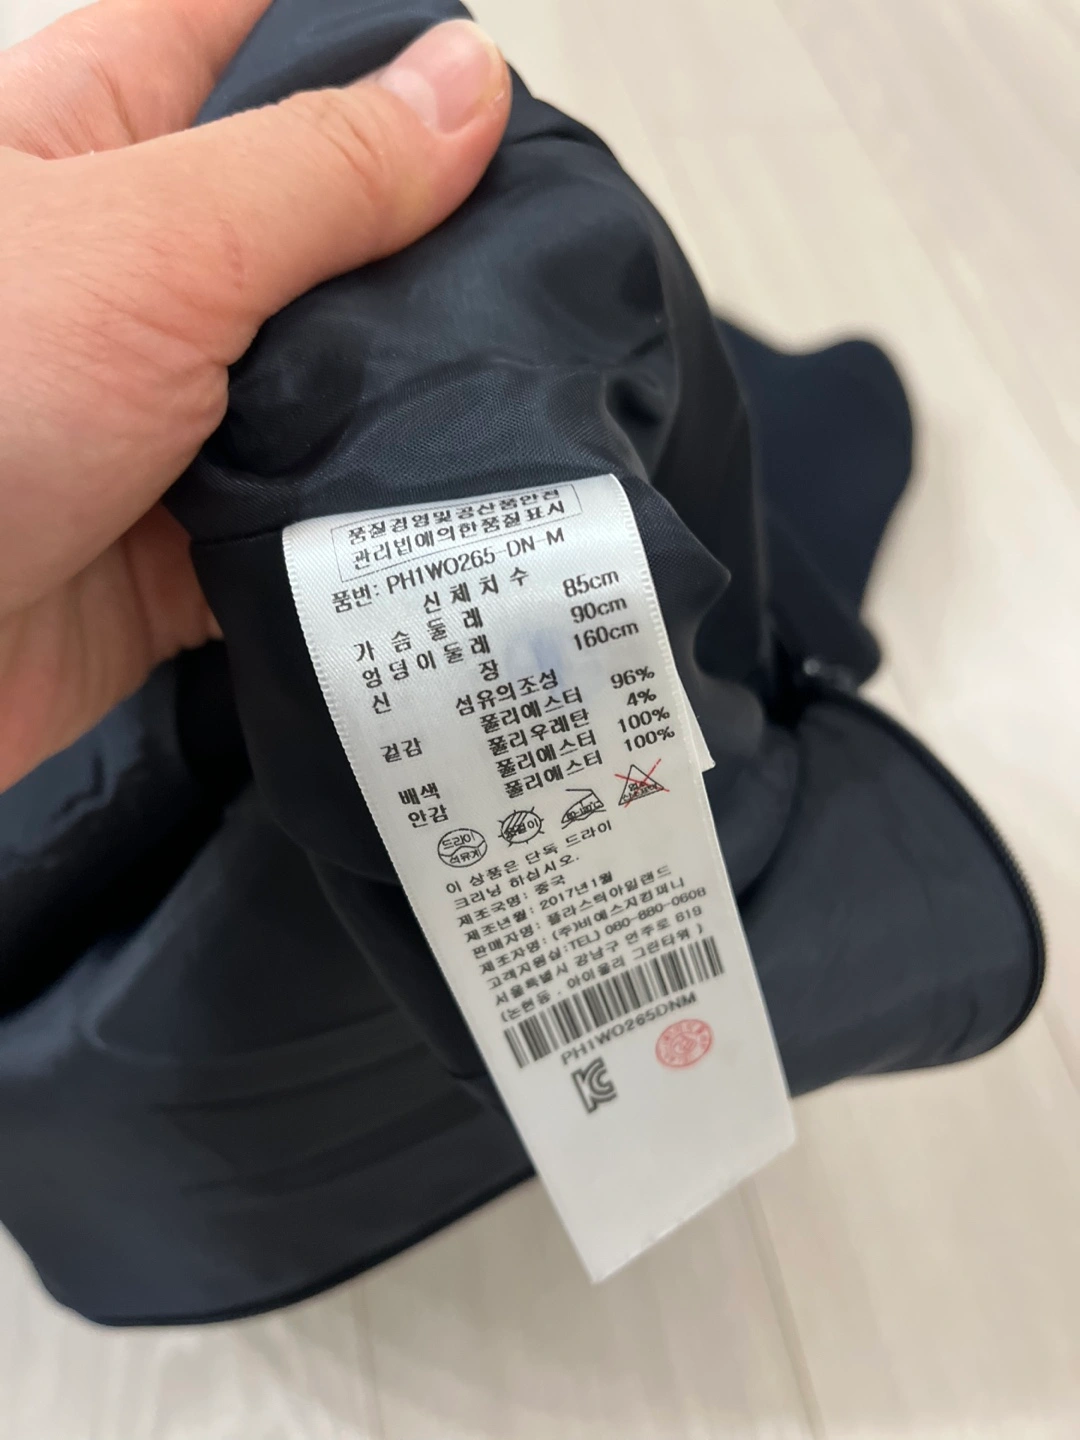 품질경영및공산품안전
관리법에의한품질표시
품번: PH1WO265-DN-M
신체치수
가슴둘레 85cm
엉덩이둘레 90cm
신장 160cm
섬유의조성
겉감 폴리에스터 96%
폴리우레탄 4%
배색 폴리에스터 100%
안감 폴리에스터 100%
드라이
석유계
이 상품은 단독 드라이
크리닝 하십시오.
제조국명: 중국
제조년월: 2017년1월
판매자명: 플라스틱아일랜드
제조자명: (주)비에스지컴퍼니
고객지원실:TEL) 080-880-0608
서울특별시 강남구 언주로 619
(논현동, 아이올리 그린타워)
PH1WO265DNM
KC